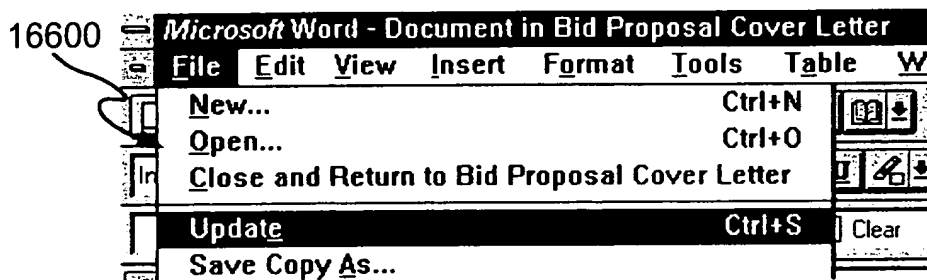 16600
Microsoft Word - Document in Bid Proposal Cover Letter
File Edit View Insert Format Tools Table W
New... Ctrl+N
Open... Ctrl+O
In
Close and Return to Bid Proposal Cover Letter
Update Ctrl+S
Clear
Save Copy As...